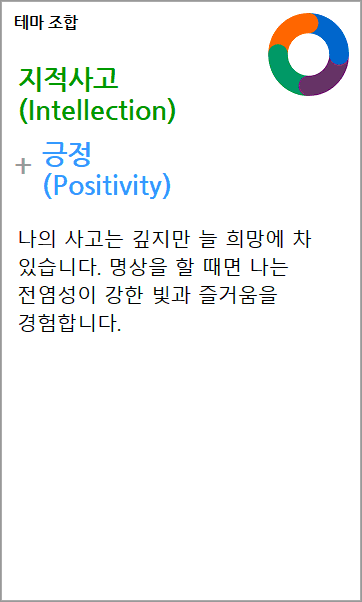 테마 조합
지적사고
(Intellection)
+ 긍정
(Positivity)
나의 사고는 깊지만 늘 희망에 차
있습니다. 명상을 할 때면 나는
전염성이 강한 빛과 즐거움을
경험합니다.